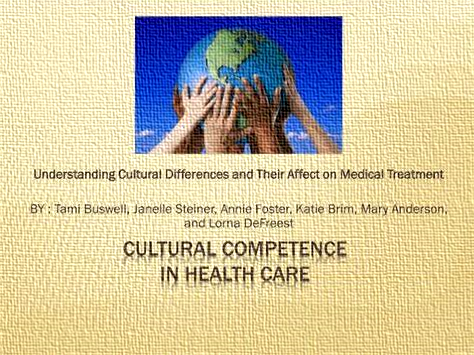 Understanding Cultural Differences and Their Affect on Medical Treatment
BY : Tami Buswell, Janelle Steiner, Annie Foster, Katie Brim, Mary Anderson,
and Lorna DeFreest
CULTURAL COMPETENCE
IN HEALTH CARE